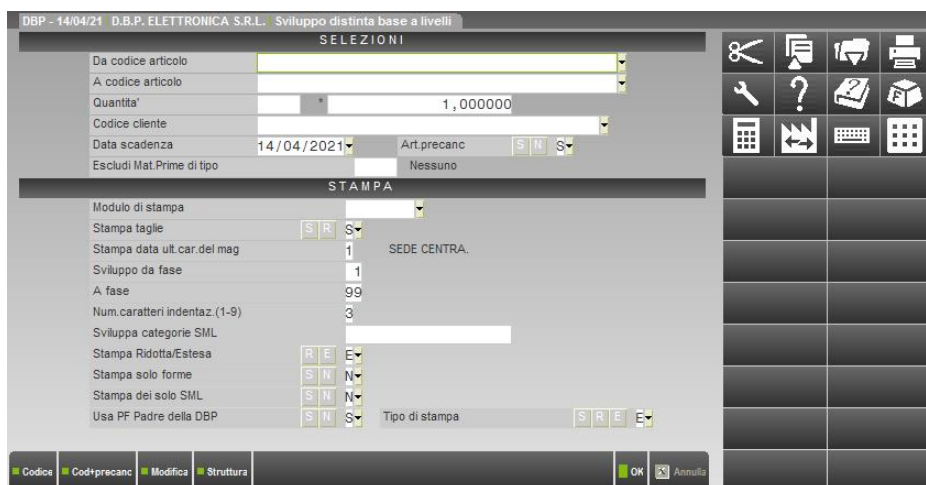 DBP - 14/04/21 D.B.P. ELETTRONICA S.R.L. Sviluppo distinta base a livelli
SELEZIONI
Da codice articolo
A codice articolo
Quantita' * 1,000000
Codice cliente
Data scadenza 14/04/2021 Art.precanc S N S
Escludi Mat.Prime di tipo Nessuno
STAMPA
Modulo di stampa
Stampa taglie S R S
Stampa data ult.car.del mag 1 SEDE CENTRA.
Sviluppo da fase 1
A fase 99
Num.caratteri indentaz.(1-9) 3
Sviluppa categorie SML
Stampa Ridotta/Estesa R E E
Stampa solo forme S N N
Stampa dei solo SML S N N
Usa PF Padre della DBP S N S Tipo di stampa S R E E
Codice Cod+precanc Modifica Struttura OK Annulla